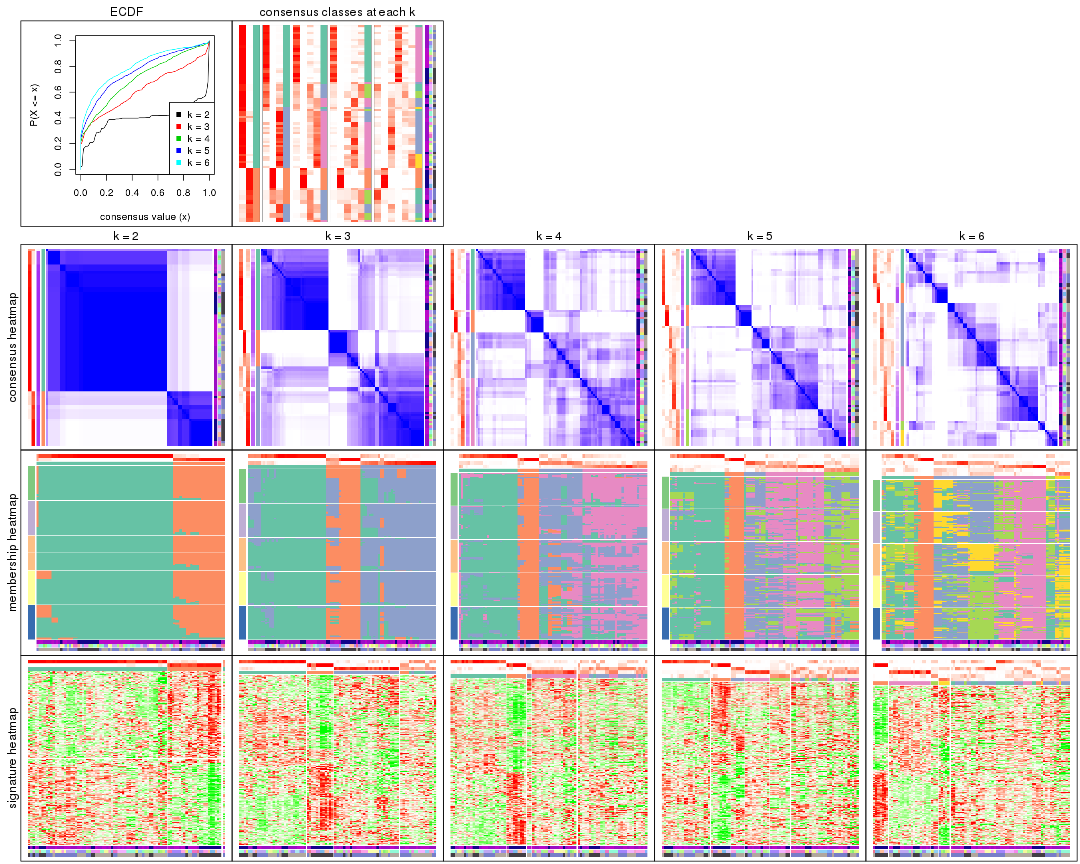 ECDF
consensus classes at each k
P(X <= x)
0.0 0.2 0.4 0.6 0.8 1.0
k = 2
k = 3
k = 4
k = 5
k = 6
0.0 0.2 0.4 0.6 0.8 1.0
consensus value (x)
k = 2
k = 3
k = 4
k = 5
k = 6
consensus heatmap
membership heatmap
signature heatmap